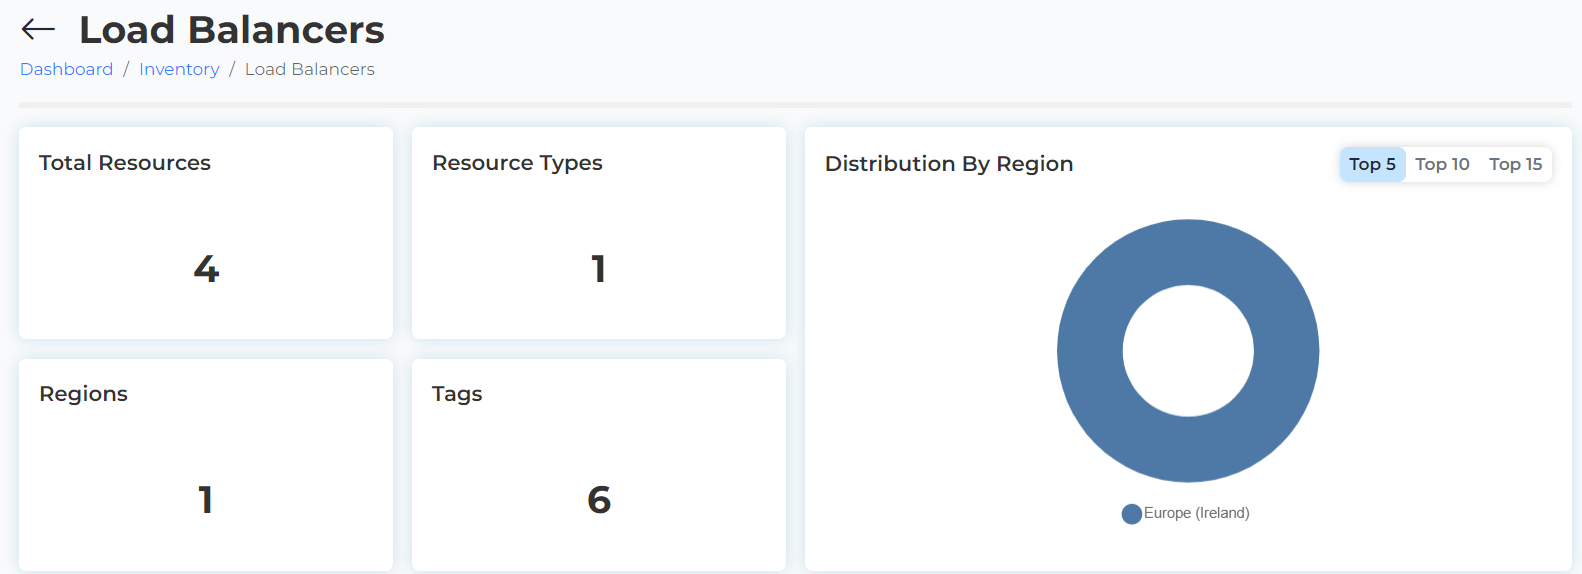 Load Balancers
Dashboard / Inventory / Load Balancers
Total Resources
4
Resource Types
1
Regions
1
Tags
6
Distribution By Region
Top 5 Top 10 Top 15
Europe (Ireland)